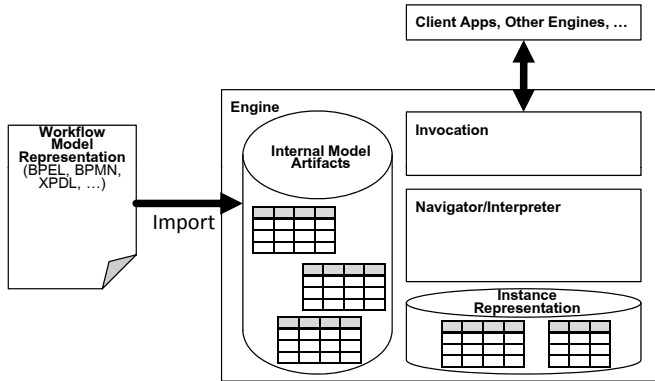 Workflow
Model
Representation
(BPEL, BPMN,
XPDL, …)
Import
Client Apps, Other Engines, …
Engine
Internal Model
Artifacts
Invocation
Navigator/Interpreter
Instance
Representation